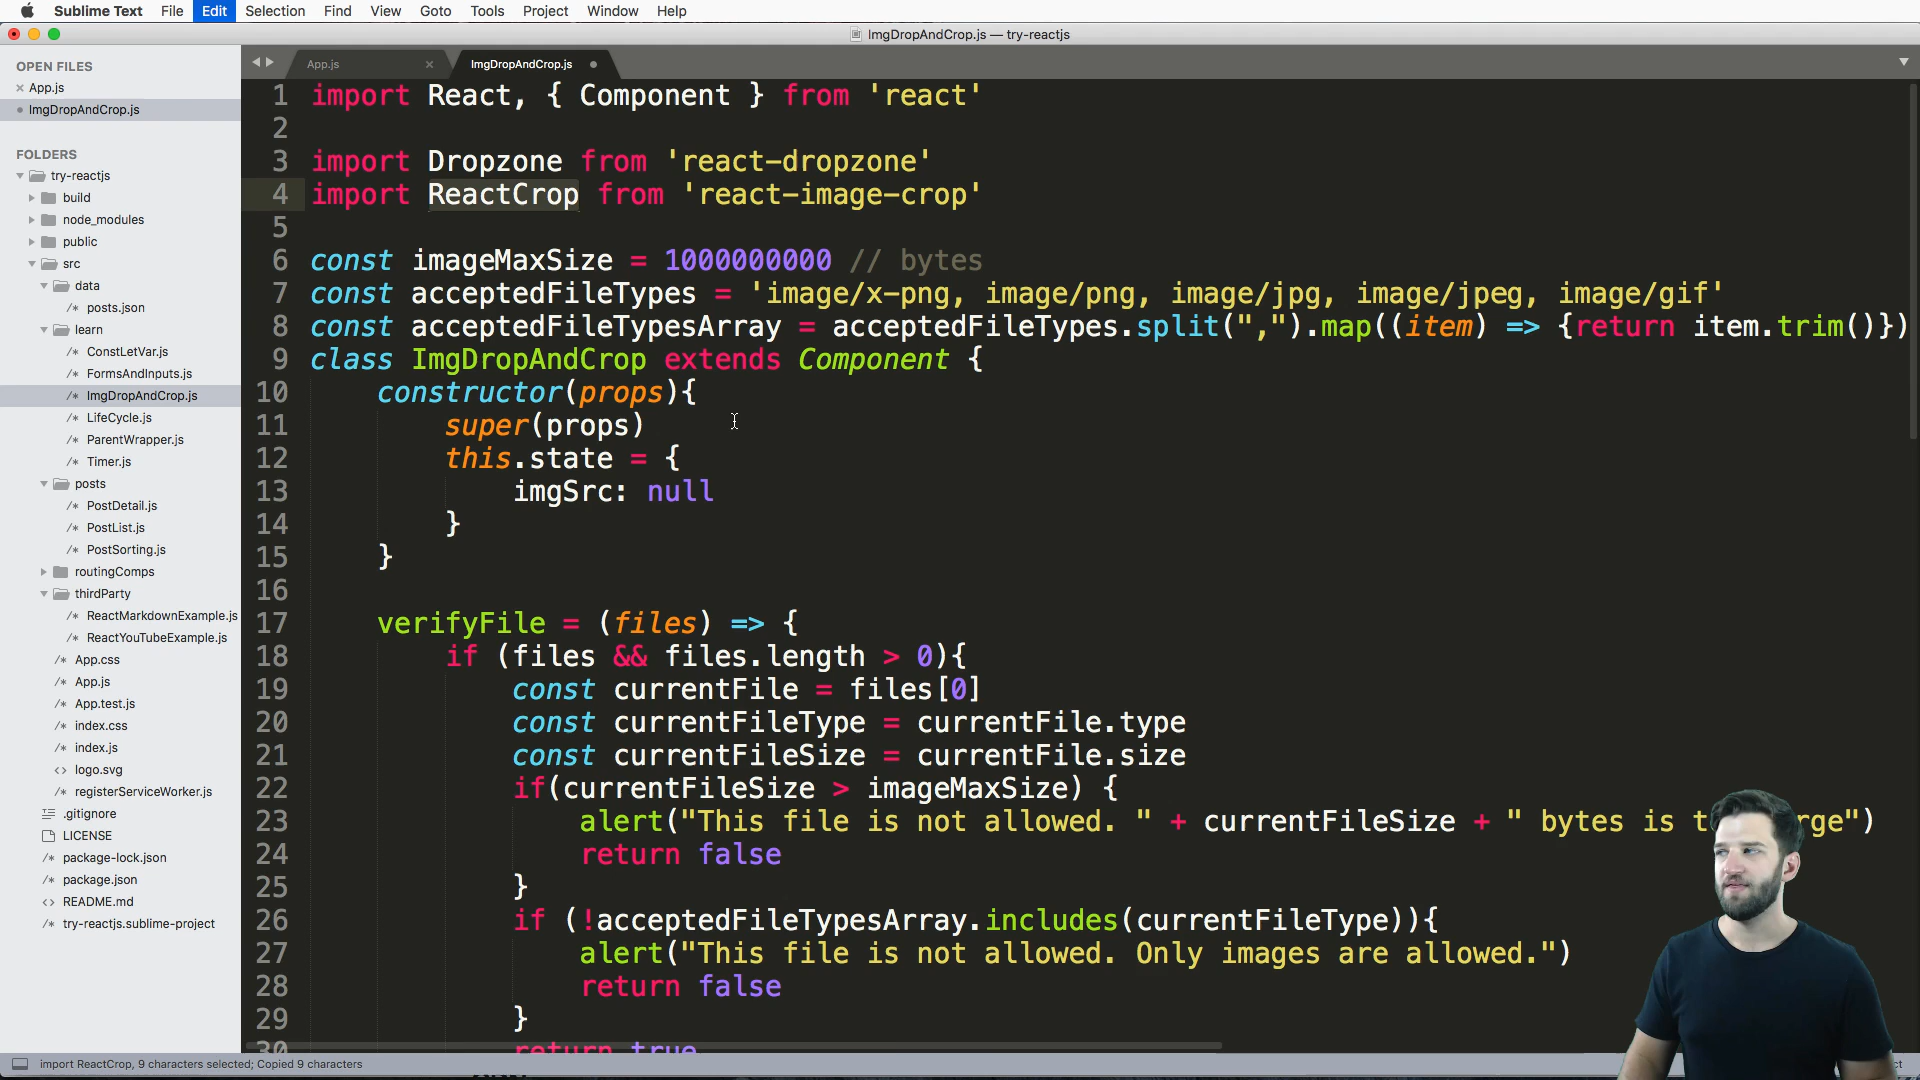 Sublime Text File Edit Selection Find View Goto Tools Project Window Help
ImgDropAndCrop.js — try-reactjs
OPEN FILES
App.js
ImgDropAndCrop.js
FOLDERS
try-reactjs
build
node_modules
public
src
data
posts.json
learn
ConstLetVar.js
FormsAndInputs.js
ImgDropAndCrop.js
LifeCycle.js
ParentWrapper.js
Timer.js
posts
PostDetail.js
PostList.js
PostSorting.js
routingComps
thirdParty
ReactMarkdownExample.js
ReactYouTubeExample.js
App.css
App.js
App.test.js
index.css
index.js
logo.svg
registerServiceWorker.js
.gitignore
LICENSE
package-lock.json
package.json
README.md
try-reactjs.sublime-project
App.js ImgDropAndCrop.js
1 import React, { Component } from 'react'
2
3 import Dropzone from 'react-dropzone'
4 import ReactCrop from 'react-image-crop'
5
6 const imageMaxSize = 1000000000 // bytes
7 const acceptedFileTypes = 'image/x-png, image/png, image/jpg, image/jpeg, image/gif'
8 const acceptedFileTypesArray = acceptedFileTypes.split(",").map((item) => {return item.trim()})
9 class ImgDropAndCrop extends Component {
10 constructor(props){
11 super(props)
12 this.state = {
13 imgSrc: null
14 }
15 }
16
17 verifyFile = (files) => {
18 if (files && files.length > 0){
19 const currentFile = files[0]
20 const currentFileType = currentFile.type
21 const currentFileSize = currentFile.size
22 if(currentFileSize > imageMaxSize) {
23 alert("This file is not allowed. " + currentFileSize + " bytes is
24 return false
25 }
26 if (!acceptedFileTypesArray.includes(currentFileType)){
27 alert("This file is not allowed. Only images are allowed.")
28 return false
29 }
30 return true
import ReactCrop, 9 characters selected; Copied 9 characters